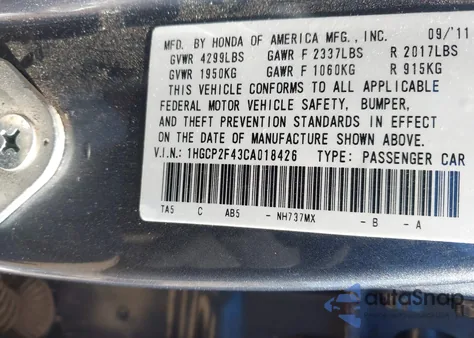 MFD. BY HONDA OF AMERICA MFG., INC. 09/'11
GVWR 4299LBS GAWR F 2337LBS R 2017LBS
GVWR 1950KG GAWR F 1060KG R 915KG
THIS VEHICLE CONFORMS TO ALL APPLICABLE
FEDERAL MOTOR VEHICLE SAFETY, BUMPER,
AND THEFT PREVENTION STANDARDS IN EFFECT
ON THE DATE OF MANUFACTURE SHOWN ABOVE.
V.I.N.: 1HGCP2F43CA018426 TYPE: PASSENGER CAR
TA5 C AB5 - NH737MX - B - A
autoSnap